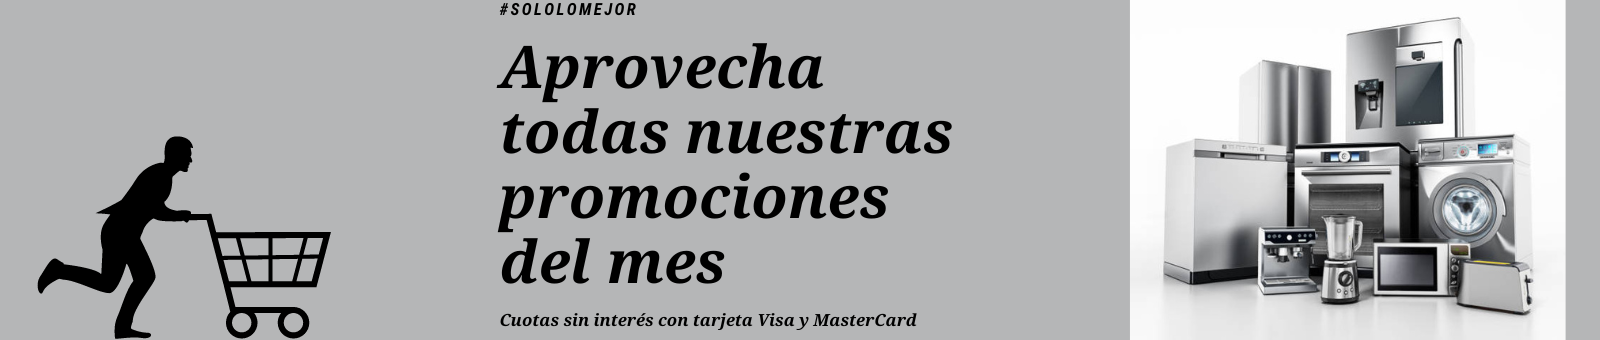 #SOLOLOMEJOR
Aprovecha
todas nuestras
promociones
del mes
Cuotas sin interés con tarjeta Visa y MasterCard